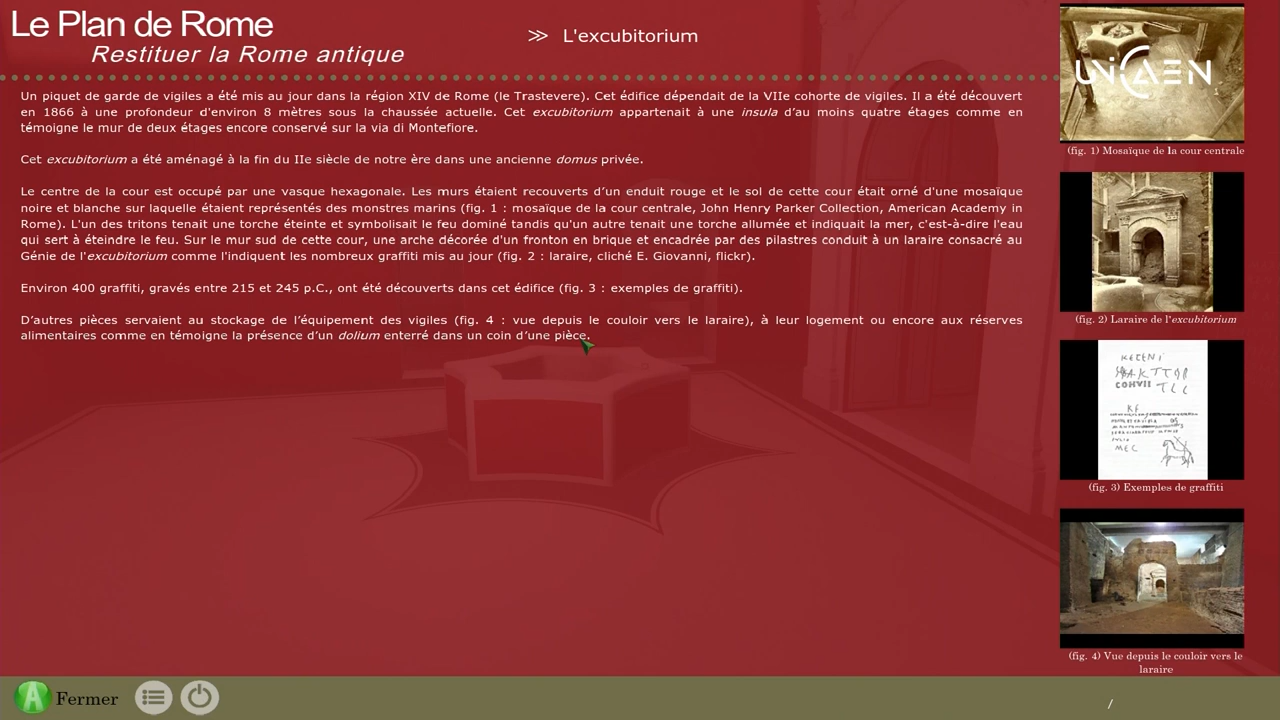 Le Plan de Rome
Restituer la Rome antique
>> L'excubitorium
Un piquet de garde de vigiles a été mis au jour dans la région XIV de Rome (le Trastevere). Cet édifice dépendait de la VIIe cohorte de vigiles. Il a été découvert
en 1866 à une profondeur d'environ 8 mètres sous la chaussée actuelle. Cet excubitorium appartenait à une insula d'au moins quatre étages comme en
témoigne le mur de deux étages encore conservé sur la via di Montefiore.
Cet excubitorium a été aménagé à la fin du IIe siècle de notre ère dans une ancienne domus privée.
Le centre de la cour est occupé par une vasque hexagonale. Les murs étaient recouverts d'un enduit rouge et le sol de cette cour était orné d'une mosaïque
noire et blanche sur laquelle étaient représentés des monstres marins (fig. 1 : mosaïque de la cour centrale, John Henry Parker Collection, American Academy in
Rome). L'un des tritons tenait une torche éteinte et symbolisait le feu dominé tandis qu'un autre tenait une torche allumée et indiquait la mer, c'est-à-dire l'eau
qui sert à éteindre le feu. Sur le mur sud de cette cour, une arche décorée d'un fronton en brique et encadrée par des pilastres conduit à un laraire consacré au
Génie de l'excubitorium comme l'indiquent les nombreux graffiti mis au jour (fig. 2 : laraire, cliché E. Giovanni, flickr).
Environ 400 graffiti, gravés entre 215 et 245 p.C., ont été découverts dans cet édifice (fig. 3 : exemples de graffiti).
D'autres pièces servaient au stockage de l'équipement des vigiles (fig. 4 : vue depuis le couloir vers le laraire), à leur logement ou encore aux réserves
alimentaires comme en témoigne la présence d'un dolium enterré dans un coin d'une pièce.
UNICAEN
(fig. 1) Mosaïque de la cour centrale
(fig. 2) Laraire de l'excubitorium
COHVII
MEC
(fig. 3) Exemples de graffiti
(fig. 4) Vue depuis le couloir vers le
laraire
A Fermer
/